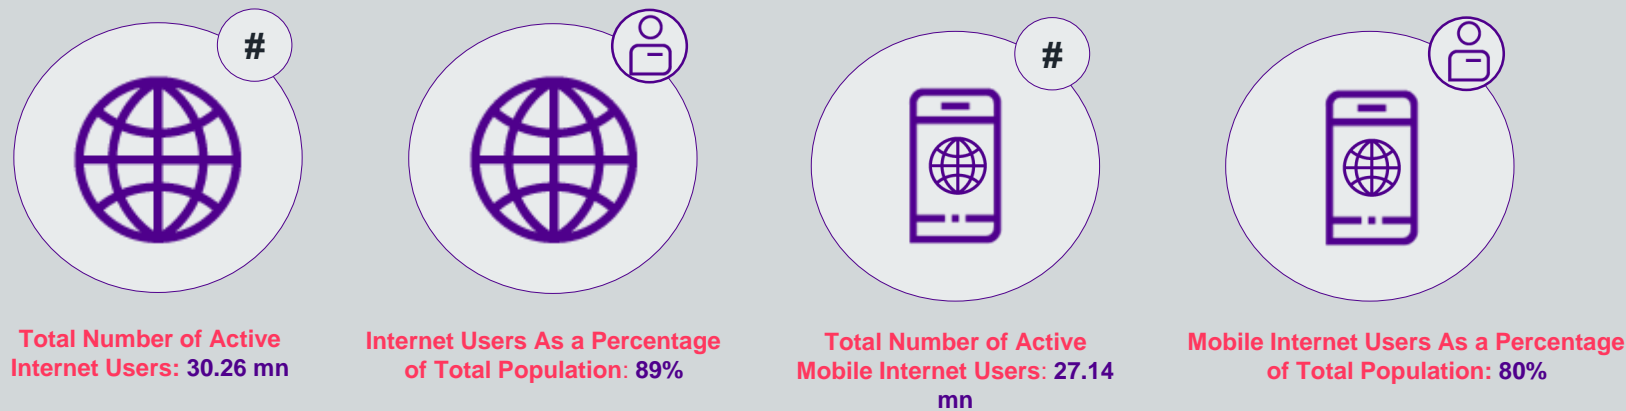 #
#
Total Number of Active
Internet Users: 30.26 mn
Internet Users As a Percentage
of Total Population: 89%
Total Number of Active
Mobile Internet Users: 27.14
mn
Mobile Internet Users As a Percentage
of Total Population: 80%